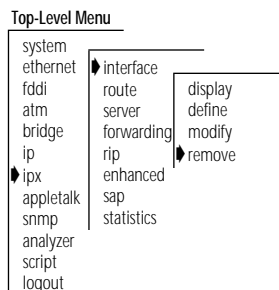 Top-Level Menu
system
ethernet
fddi
atm
bridge
ip
ipx
appletalk
snmp
analyzer
script
logout
interface
route
server
forwarding
rip
enhanced
sap
statistics
display
define
modify
remove